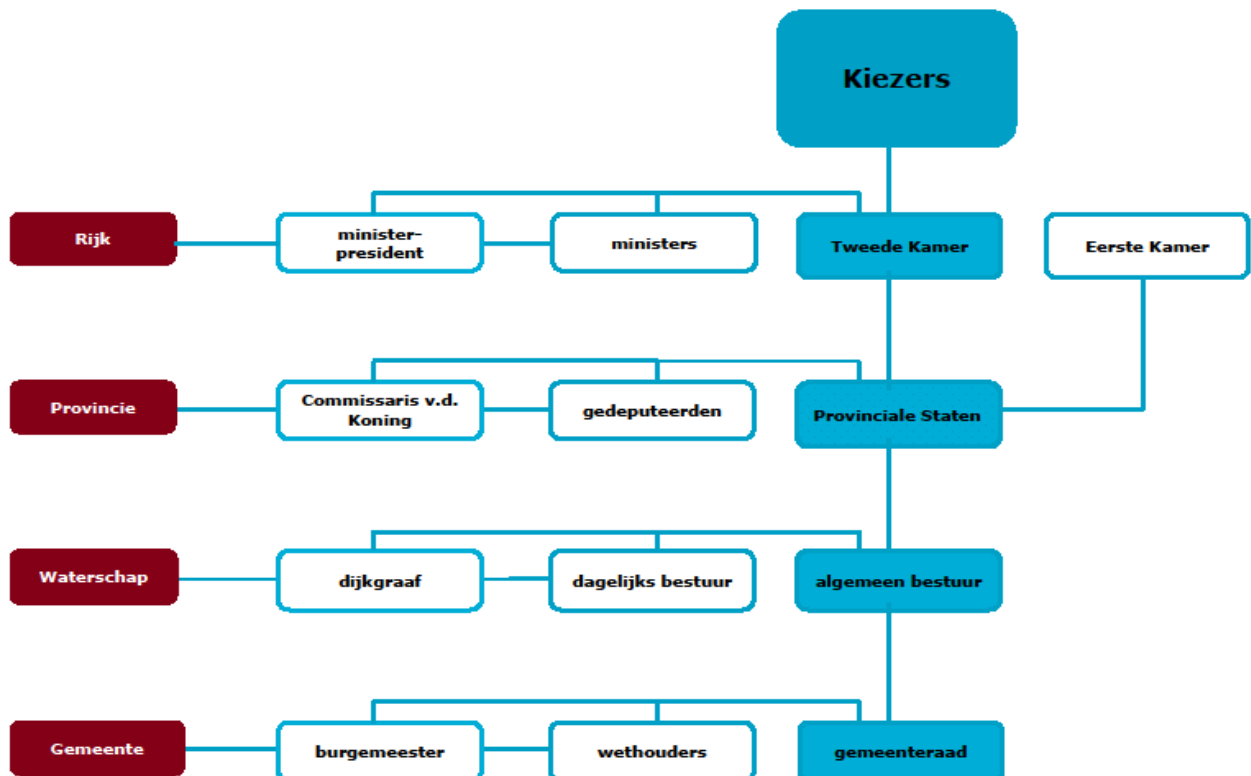 Kiezers
Rijk
minister-
president
ministers
Tweede Kamer
Eerste Kamer
Provincie
Commissaris v.d.
Koning
gedeputeerden
Provinciale Staten
Waterschap
dijkgraaf
dagelijks bestuur
algemeen bestuur
Gemeente
burgemeester
wethouders
gemeenteraad